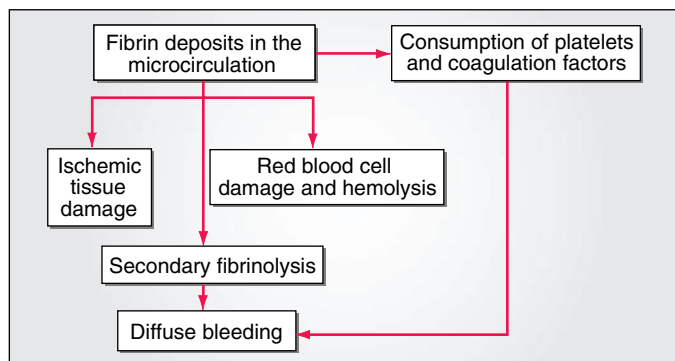 Fibrin deposits in the
microcirculation
Consumption of platelets
and coagulation factors
Ischemic
tissue
damage
Red blood cell
damage and hemolysis
Secondary fibrinolysis
Diffuse bleeding